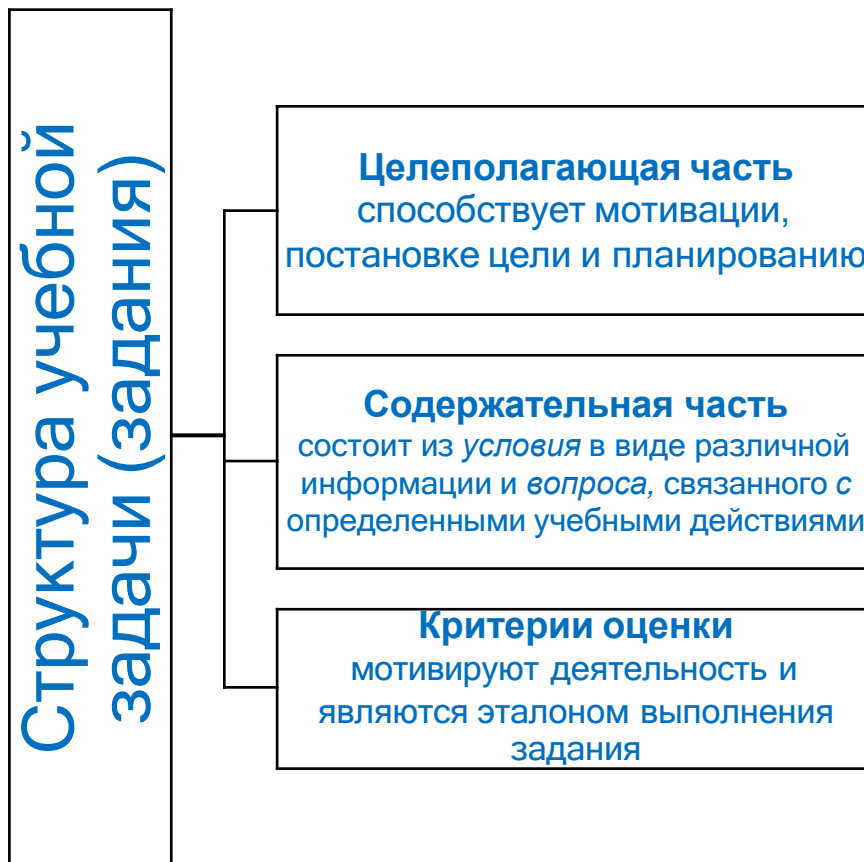 Структура учебной
задачи (задания)
Целеполагающая часть
способствует мотивации,
постановке цели и планированию
Содержательная часть
состоит из условия в виде различной
информации и вопроса, связанного с
определенными учебными действиями
Критерии оценки
мотивируют деятельность и
являются эталоном выполнения
задания